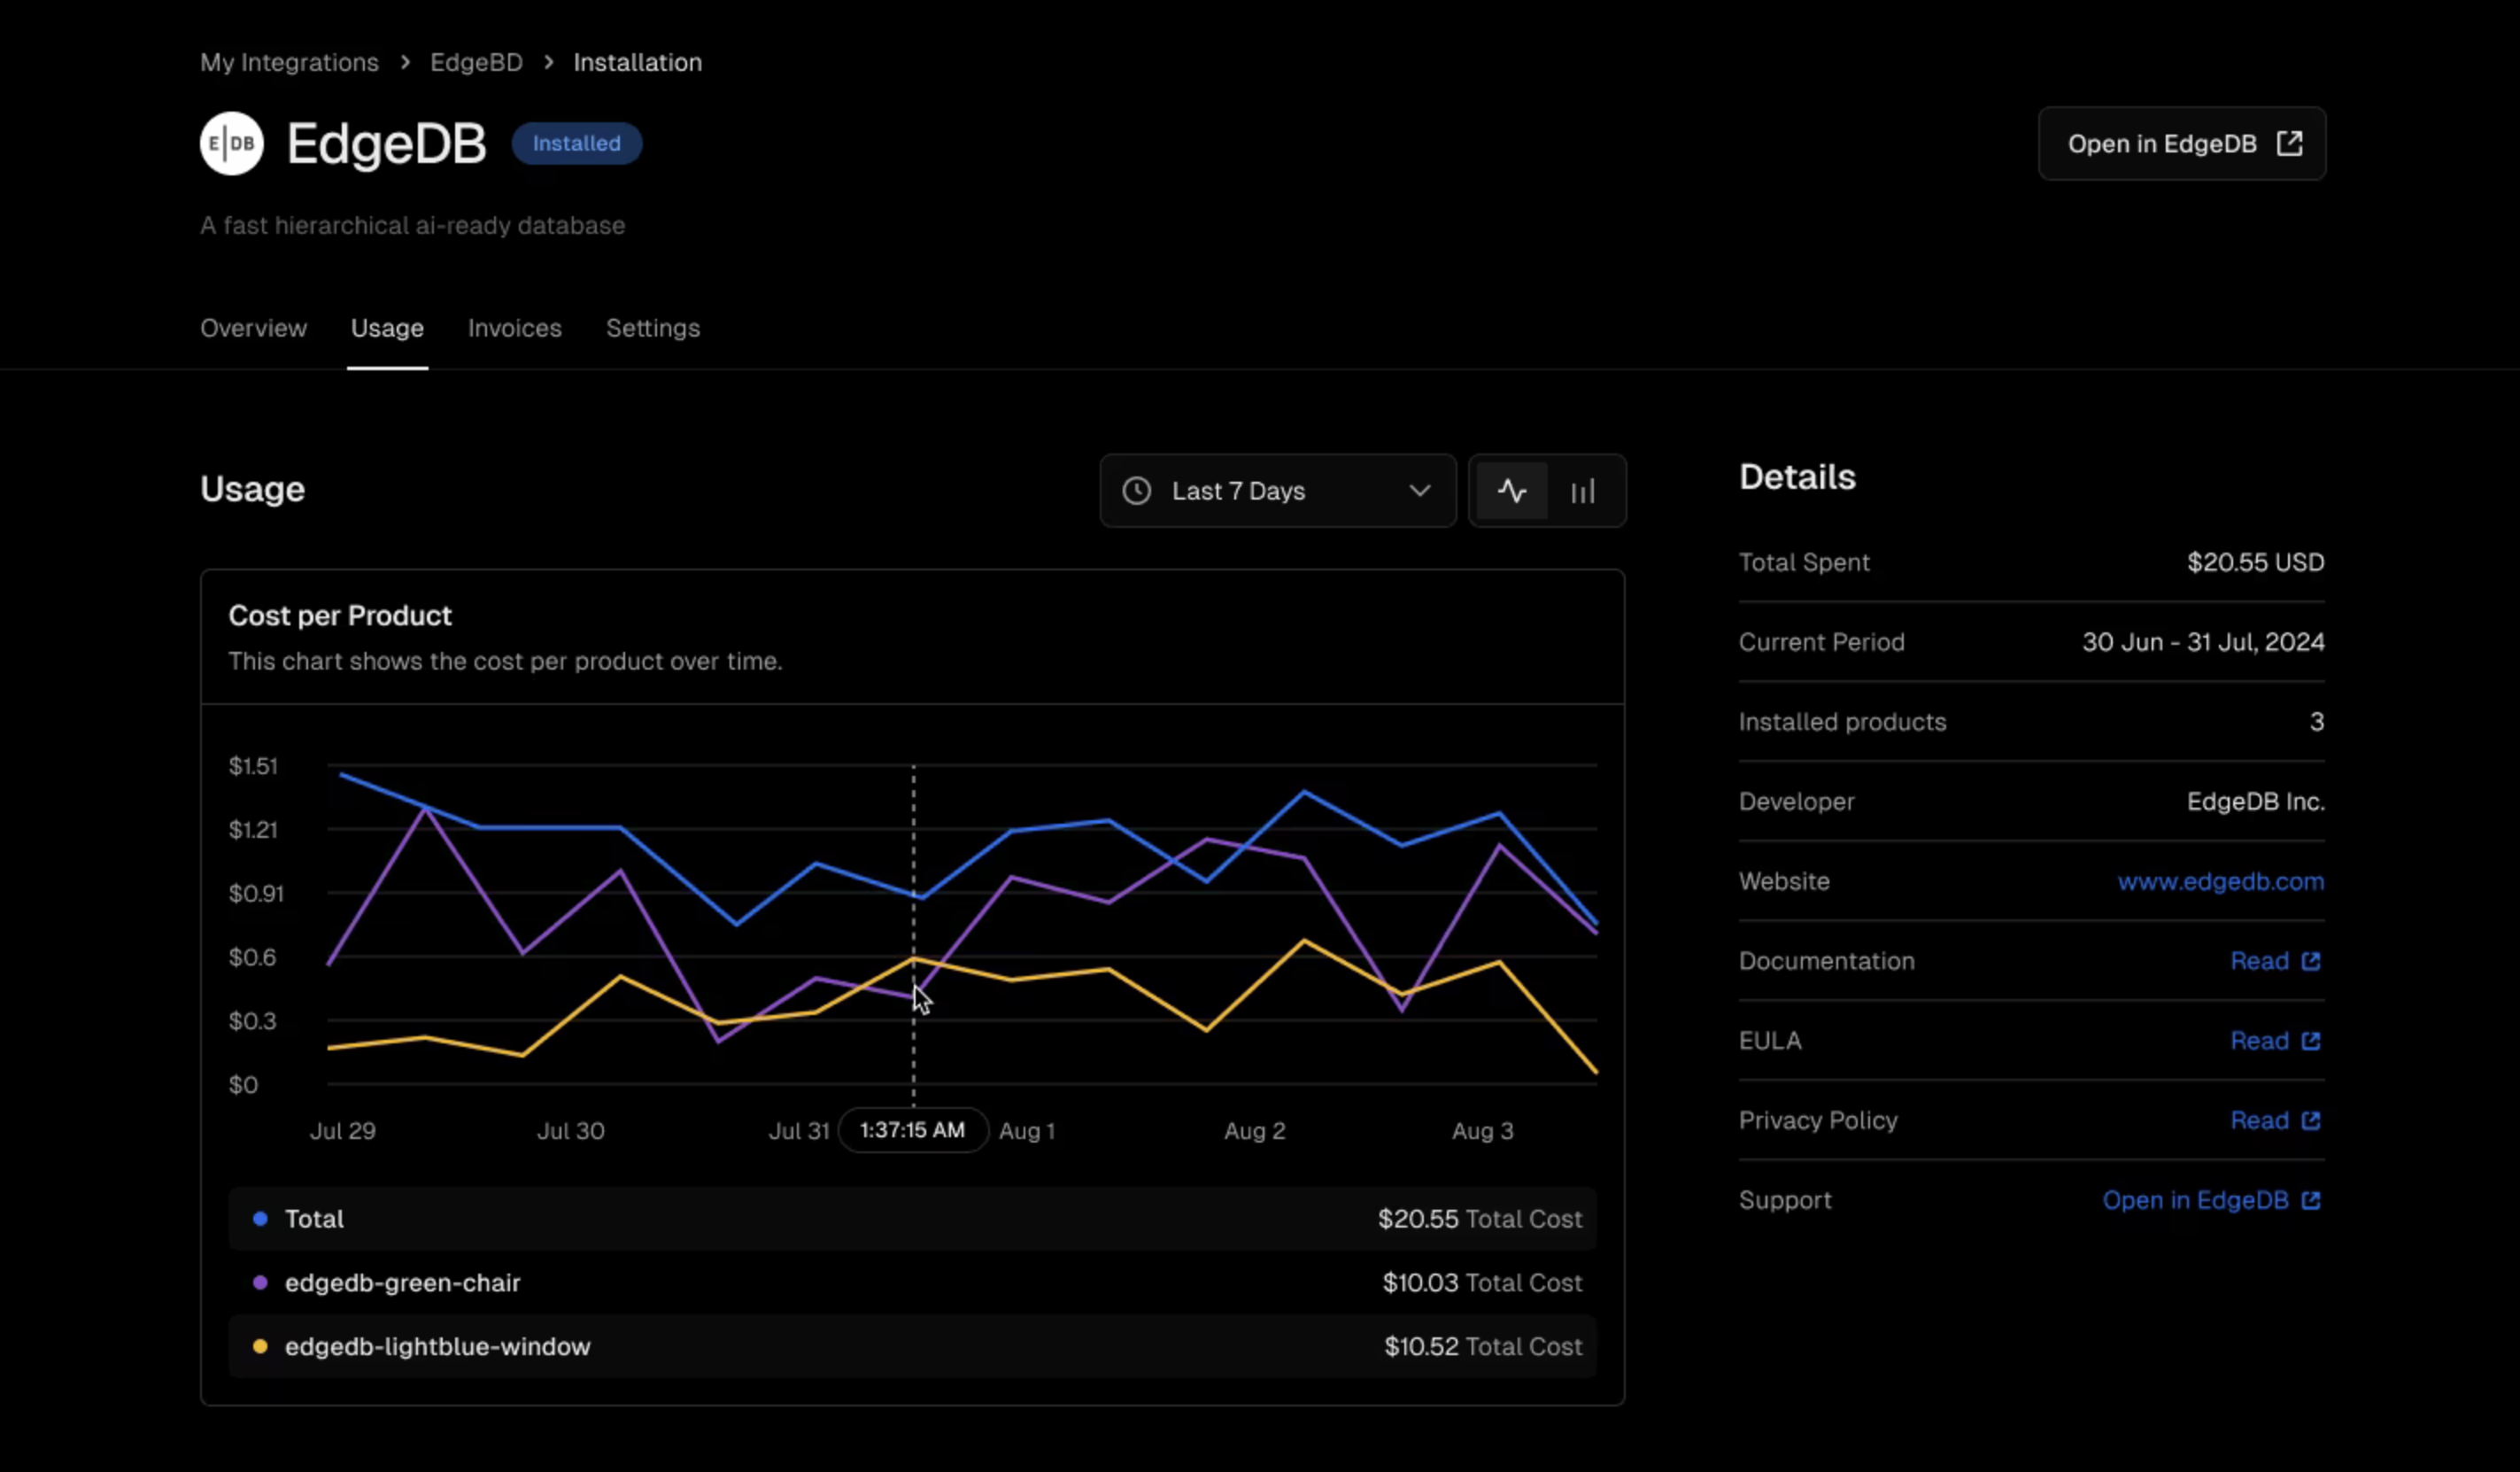 My Integrations > EdgeBD > Installation
E|DB EdgeDB Installed
Open in EdgeDB
A fast hierarchical ai-ready database
Overview Usage Invoices Settings
Usage
Last 7 Days
Cost per Product
This chart shows the cost per product over time.
$1.51
$1.21
$0.91
$0.6
$0.3
$0
Jul 29 Jul 30 Jul 31 1:37:15 AM Aug 1 Aug 2 Aug 3
Total $20.55 Total Cost
edgedb-green-chair $10.03 Total Cost
edgedb-lightblue-window $10.52 Total Cost
Details
Total Spent $20.55 USD
Current Period 30 Jun - 31 Jul, 2024
Installed products 3
Developer EdgeDB Inc.
Website www.edgedb.com
Documentation Read
EULA Read
Privacy Policy Read
Support Open in EdgeDB